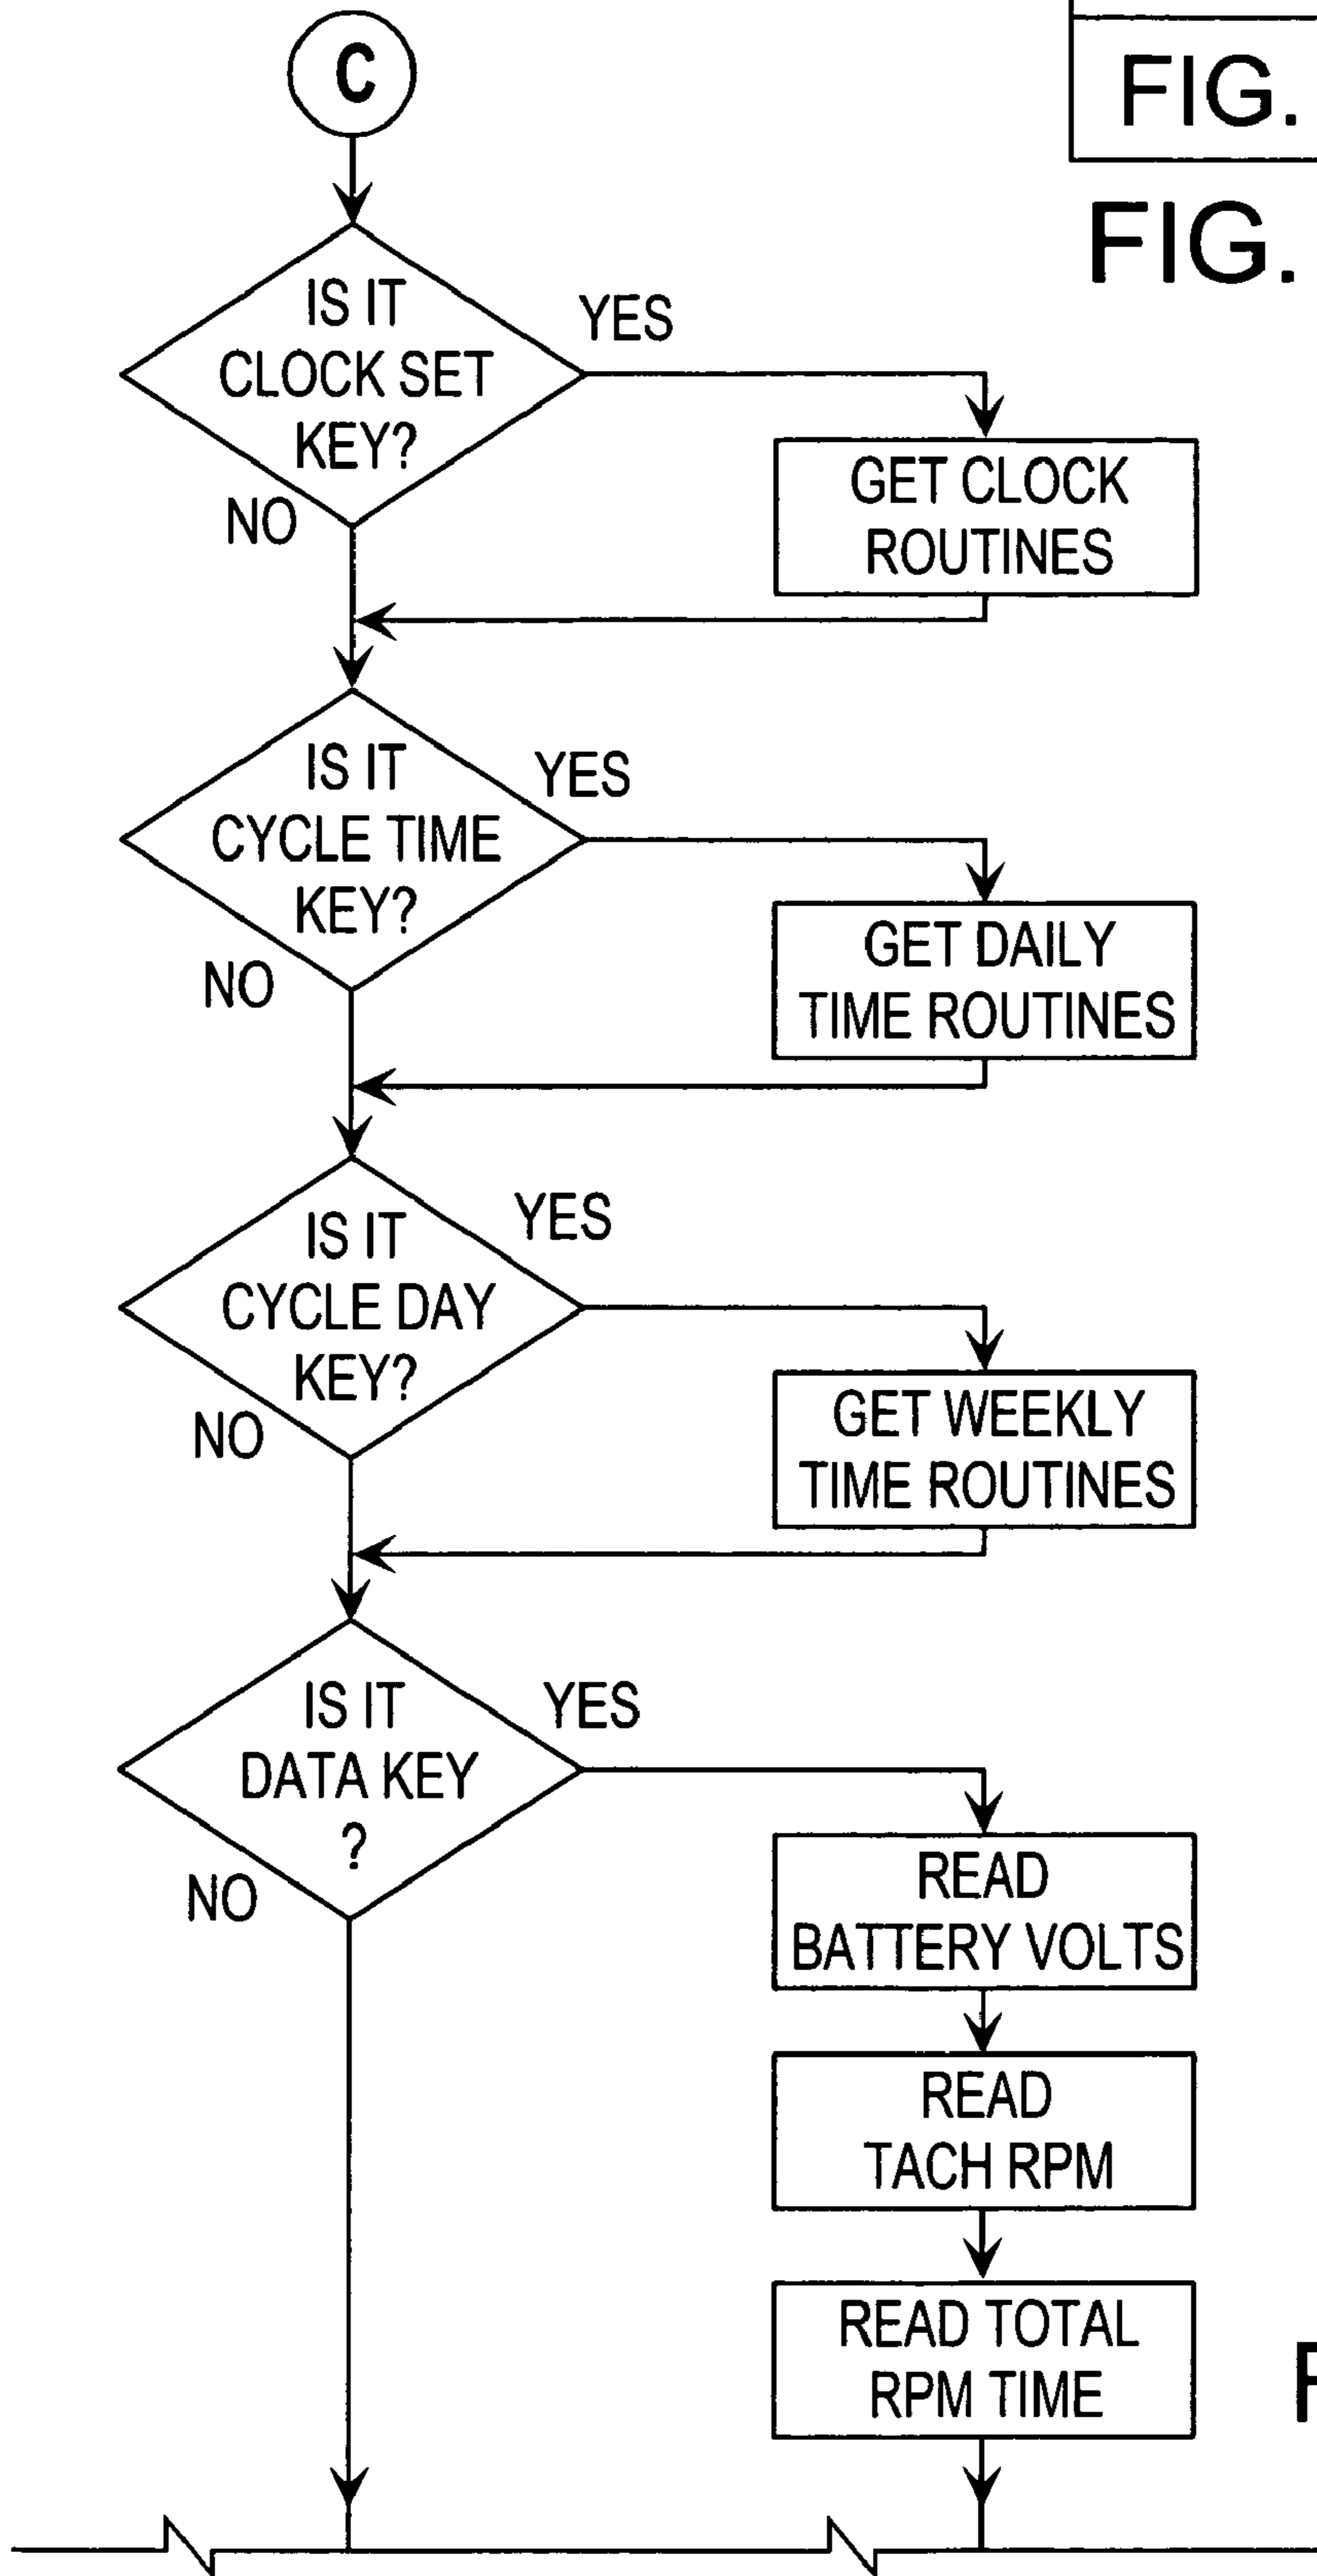 C
FIG.
FIG.
IS IT
CLOCK SET
KEY?
YES
NO
GET CLOCK
ROUTINES
IS IT
CYCLE TIME
KEY?
YES
NO
GET DAILY
TIME ROUTINES
IS IT
CYCLE DAY
KEY?
YES
NO
GET WEEKLY
TIME ROUTINES
IS IT
DATA KEY
?
YES
NO
READ
BATTERY VOLTS
READ
TACH RPM
READ TOTAL
RPM TIME